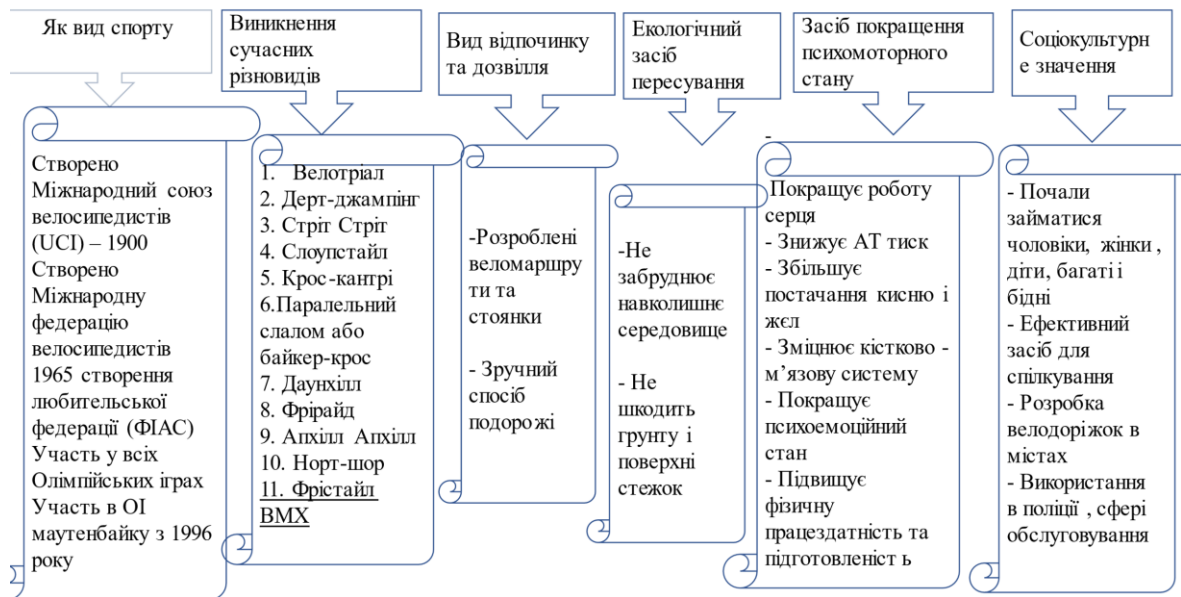 Як вид спорту
Виникнення
сучасних
різновидів
Вид відпочинку
та дозвілля
Екологічний
засіб
пересування
Засіб покращення
психомоторного
стану
Соціокультурн
е значення
Створено
Міжнародний союз
велосипедистів
(UCI) – 1900
Створено
Міжнародну
федерацію
велосипедистів
1965 створення
любительської
федерації (ФІАС)
Участь у всіх
Олімпійських іграх
Участь в ОІ
маутенбайку з 1996
року
1. Велотріал
2. Дерт-джампінг
3. Стріт Стріт
4. Слоупстайл
5. Крос-кантрі
6.Паралельний
слалом або
байкер-крос
7. Даунхілл
8. Фрірайд
9. Апхілл Апхілл
10. Норт-шор
11. Фрістайл
ВМХ
-Розроблені
веломаршру
ти та
стоянки
- Зручний
спосіб
подорожі
-Не
забруднює
навколишнє
середовище
- Не
шкодить
грунту і
поверхні
стежок
-
Покращує роботу
серця
- Знижує АТ тиск
- Збільшує
постачання кисню і
жєл
- Зміцнює кістково -
м’язову систему
- Покращує
психоемоційний
стан
- Підвищує
фізичну
працездатність та
підготовленіст ь
- Почали
займатися
чоловіки, жінки ,
діти, багаті і
бідні
- Ефективний
засіб для
спілкування
- Розробка
велодоріжок в
містах
- Використання
в поліції , сфері
обслуговування